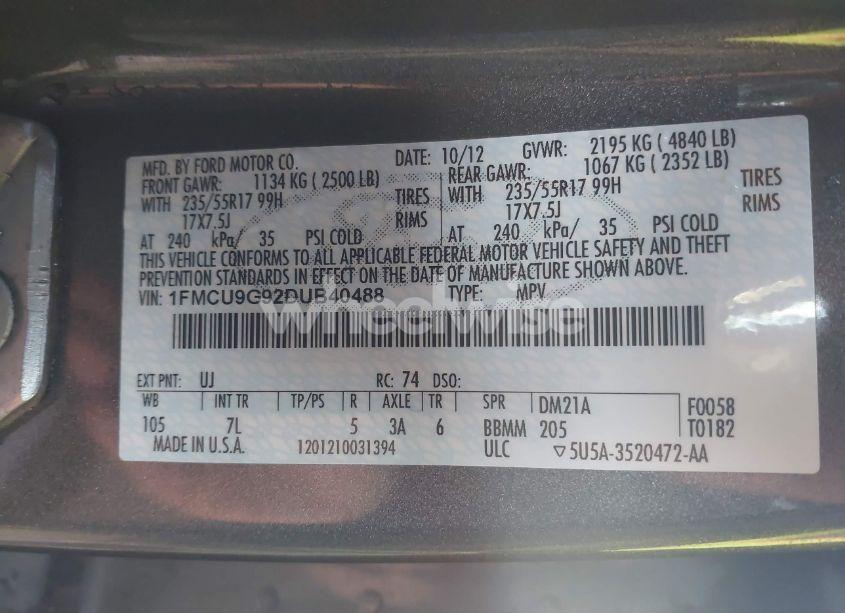 MFD. BY FORD MOTOR CO. DATE: 10/12 GVWR: 2195 KG ( 4840 LB)
FRONT GAWR: 1134 KG ( 2500 LB) REAR GAWR: 1067 KG ( 2352 LB)
WITH 235/55R17 99H TIRES WITH 235/55R17 99H TIRES
17X7.5J RIMS 17X7.5J RIMS
AT 240 kPa/ 35 PSI COLD AT 240 kPa/ 35 PSI COLD
THIS VEHICLE CONFORMS TO ALL APPLICABLE FEDERAL MOTOR VEHICLE SAFETY AND THEFT
PREVENTION STANDARDS IN EFFECT ON THE DATE OF MANUFACTURE SHOWN ABOVE.
VIN: 1FMCU9G92DUB40488 TYPE: MPV
wheelwise
EXT PNT: UJ RC: 74 DSO:
WB INT TR TP/PS R AXLE TR SPR DM21A F0058
105 7L 5 3A 6 BBMM 205 T0182
MADE IN U.S.A. 1201210031394 ULC ▽5U5A-3520472-AA